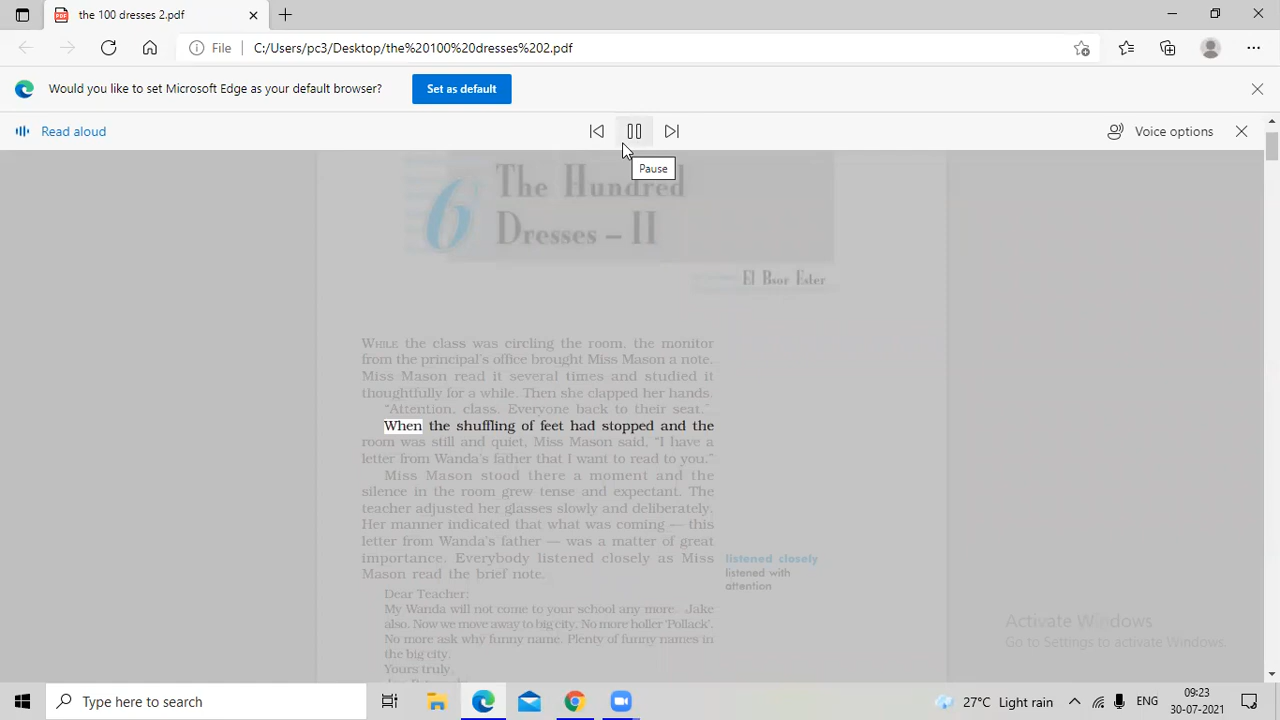 the 100 dresses 2.pdf
File
C:/Users/pc3/Desktop/the%20100%20dresses%202.pdf
Would you like to set Microsoft Edge as your default browser?
Set as default
Read aloud
Voice options
Pause
6
The Hundred
Dresses – II
El Bsor Ester
WHILE the class was circling the room, the monitor
from the principal's office brought Miss Mason a note.
Miss Mason read it several times and studied it
thoughtfully for a while. Then she clapped her hands.
“Attention, class. Everyone back to their seat.”
When the shuffling of feet had stopped and the
room was still and quiet, Miss Mason said, “I have a
letter from Wanda's father that I want to read to you.”
Miss Mason stood there a moment and the
silence in the room grew tense and expectant. The
teacher adjusted her glasses slowly and deliberately.
Her manner indicated that what was coming — this
letter from Wanda's father — was a matter of great
importance. Everybody listened closely as Miss
Mason read the brief note.
listened closely
listened with
attention
Dear Teacher;
My Wanda will not come to your school any more. Jake
also. Now we move away to big city. No more holler ‘Pollack’.
No more ask why funny name. Plenty of funny names in
the big city.
Yours truly,
Activate Windows
Go to Settings to activate Windows.
Type here to search
27°C Light rain
ENG
09:23
30-07-2021